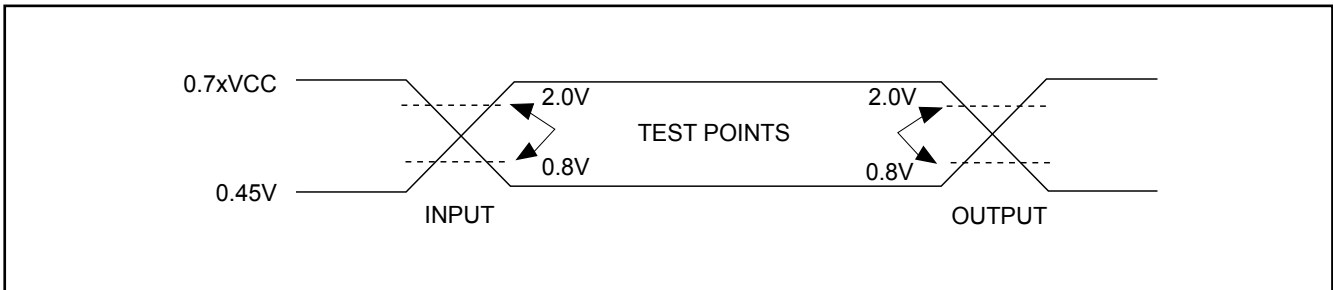 0.7xVCC
2.0V
2.0V
TEST POINTS
0.8V
0.8V
0.45V
INPUT
OUTPUT